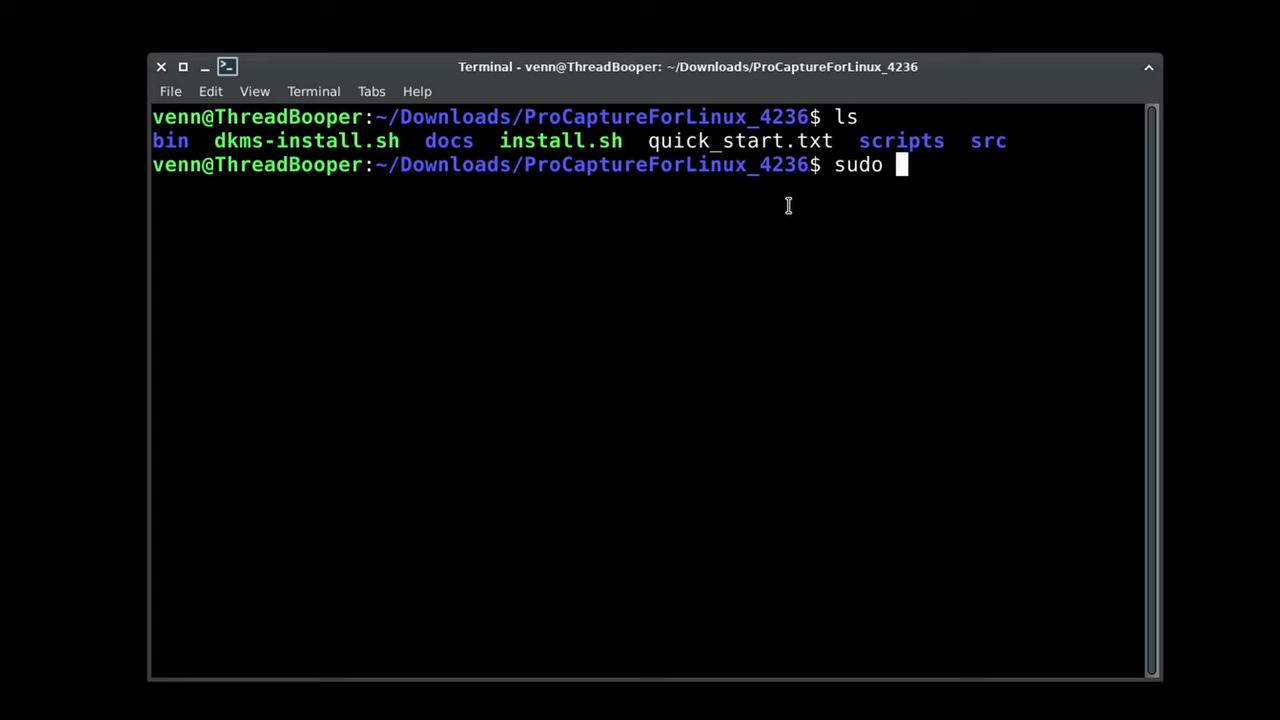 Terminal - venn@ThreadBooper: ~/Downloads/ProCaptureForLinux_4236
File Edit View Terminal Tabs Help
venn@ThreadBooper:~/Downloads/ProCaptureForLinux_4236$ ls
bin dkms-install.sh docs install.sh quick_start.txt scripts src
venn@ThreadBooper:~/Downloads/ProCaptureForLinux_4236$ sudo